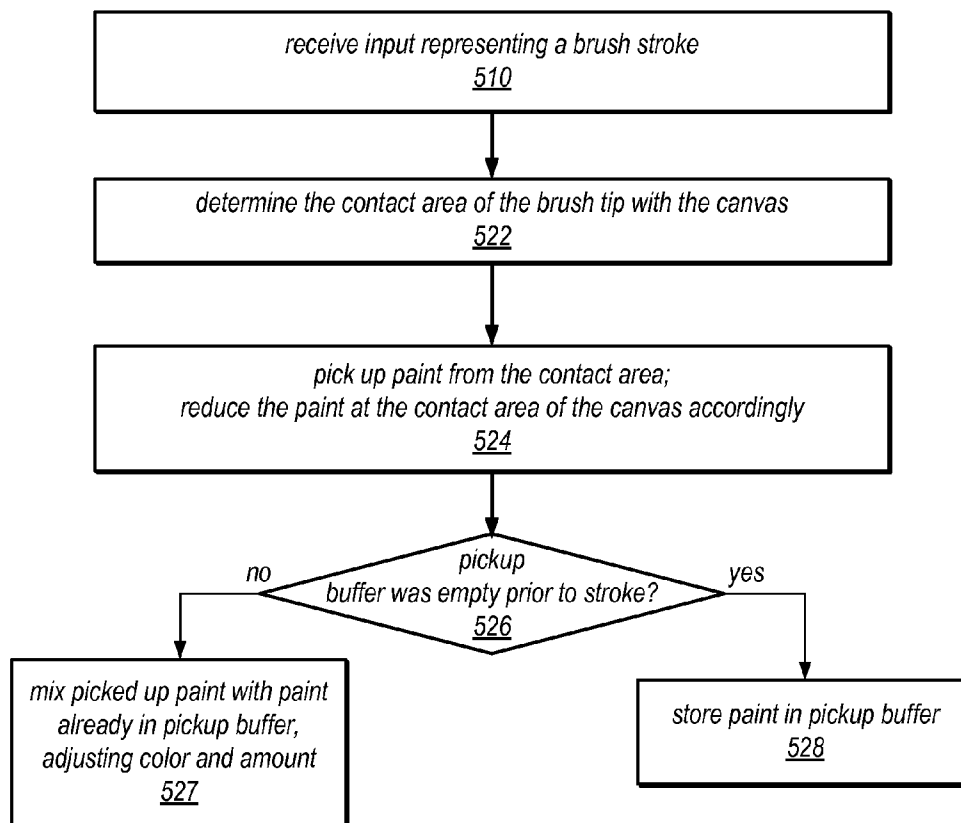 receive input representing a brush stroke
510
determine the contact area of the brush tip with the canvas
522
pick up paint from the contact area;
reduce the paint at the contact area of the canvas accordingly
524
pickup
buffer was empty prior to stroke?
526
no
yes
mix picked up paint with paint
already in pickup buffer,
adjusting color and amount
527
store paint in pickup buffer
528